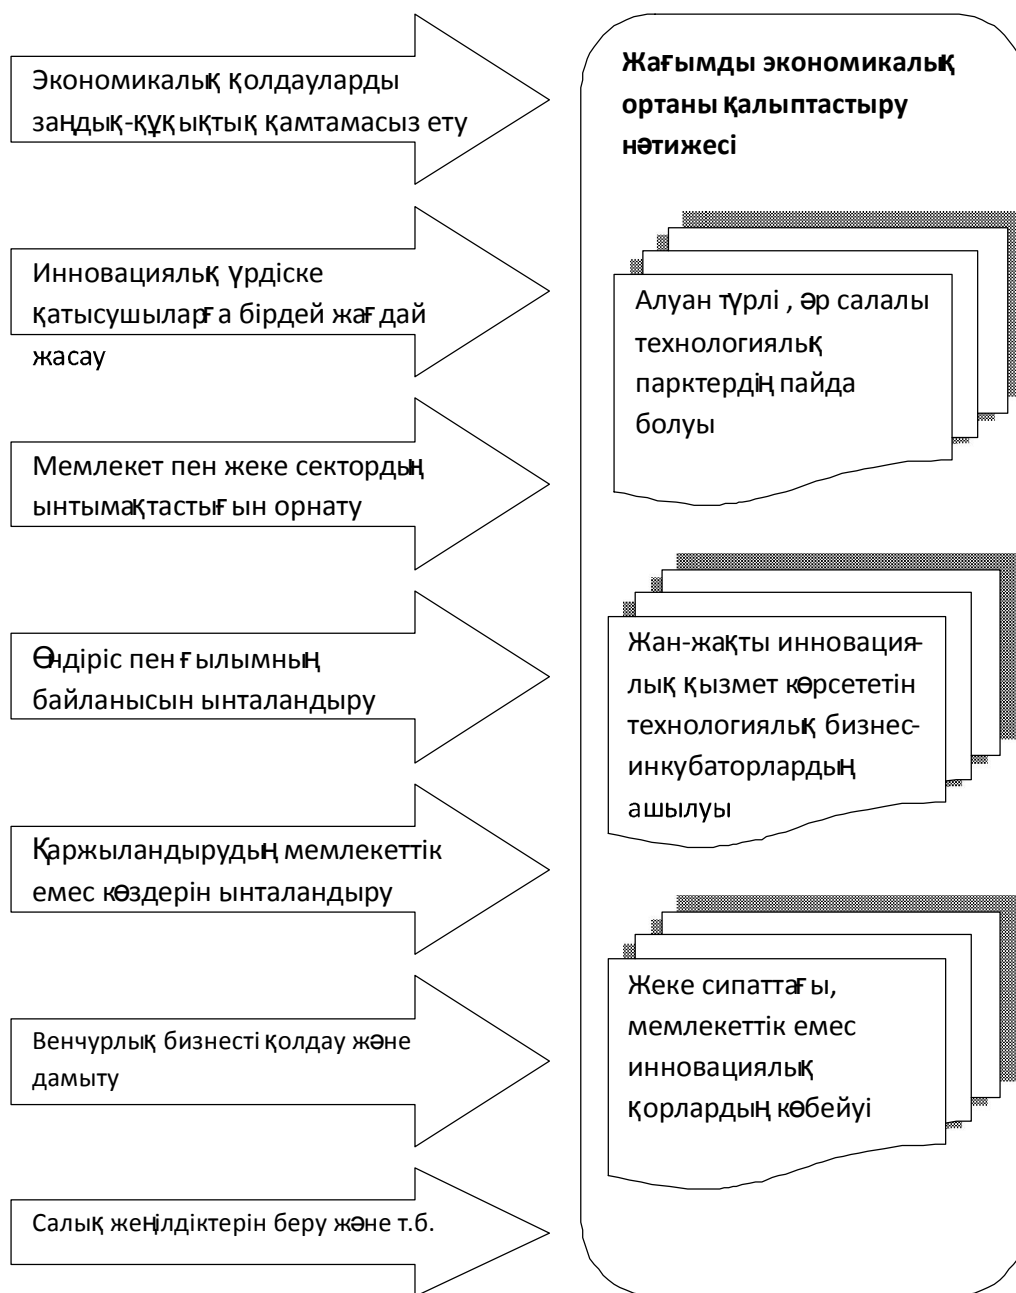 Экономикалық қолдауларды
заңдық-құқықтық қамтамасыз ету
Инновациялық үрдіске
қатысушыларға бірдей жағдай
жасау
Мемлекет пен жеке сектордың
ынтымақтастығын орнату
Өндіріс пен ғылымның
байланысын ынталандыру
Қаржыландырудың мемлекеттік
емес көздерін ынталандыру
Венчурлық бизнесті қолдау және
дамыту
Салық жеңілдіктерін беру және т.б.
Жағымды экономикалық
ортаны қалыптастыру
нәтижесі
Алуан түрлі , әр салалы
технологиялық
парктердің пайда
болуы
Жан-жақты инновация-
лық қызмет көрсететін
технологиялық бизнес-
инкубаторлардың
ашылуы
Жеке сипаттағы,
мемлекеттік емес
инновациялық
қорлардың көбейуі